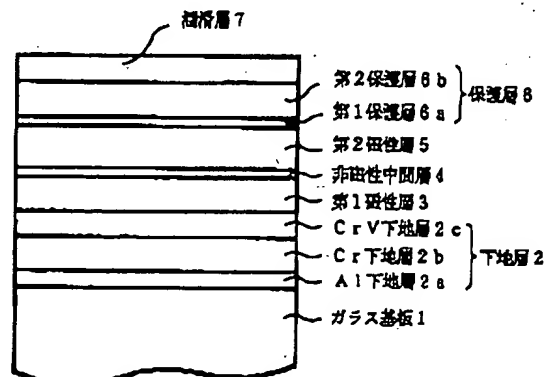 潤滑層7
第2保護層6b
第1保護層6a
保護層6
第2磁性層5
非磁性中間層4
第1磁性層3
CrV下地層2c
Cr下地層2b
Al下地層2a
下地層2
ガラス基板1